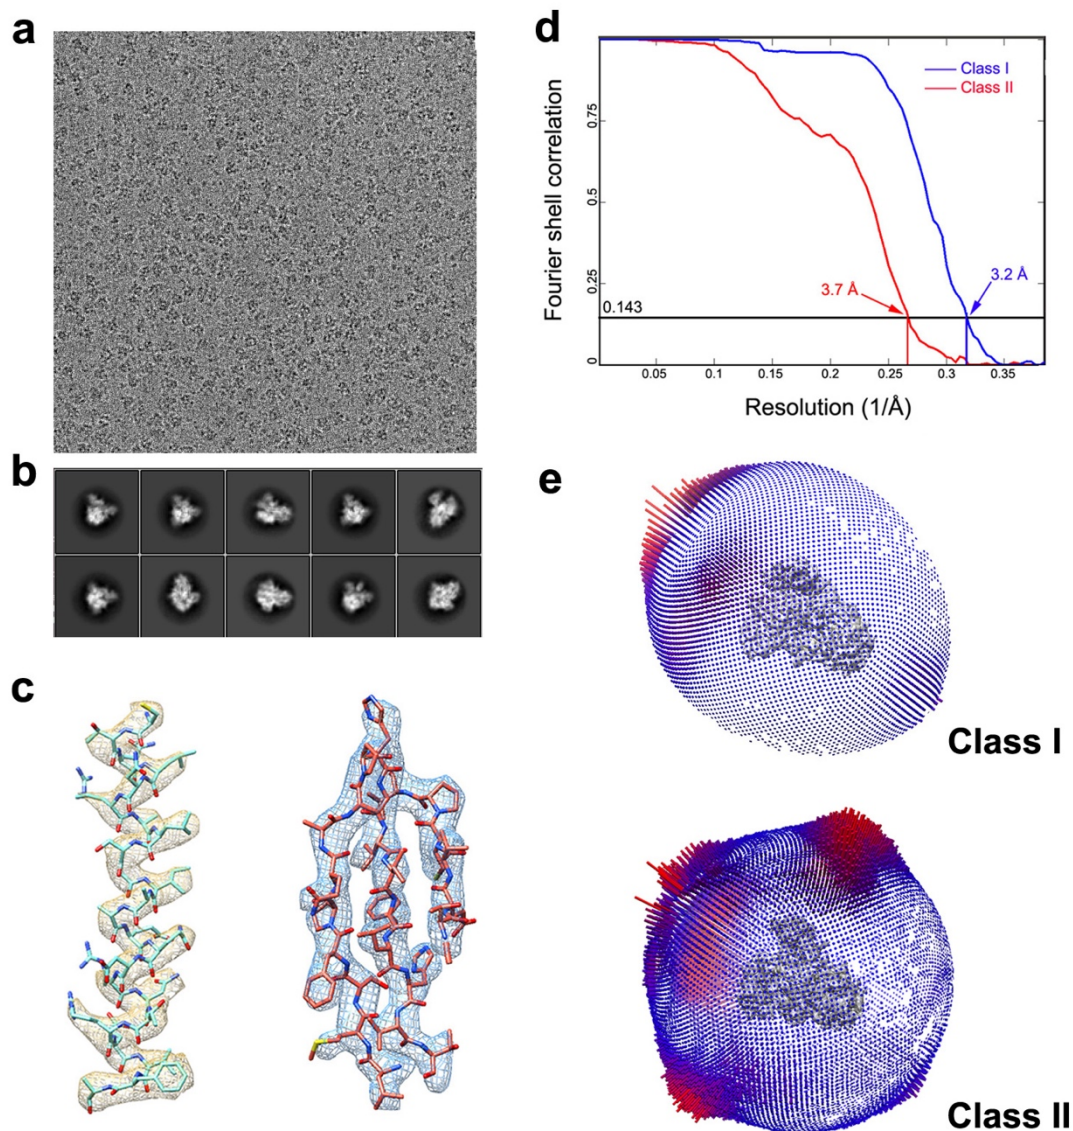 a
b
c
d
Fourier shell correlation
0.75
0.5
0.25
0
0.143
Class I
Class II
3.7 Å
3.2 Å
0.05
0.1
0.15
0.2
0.25
0.3
0.35
Resolution (1/Å)
e
Class I
Class II